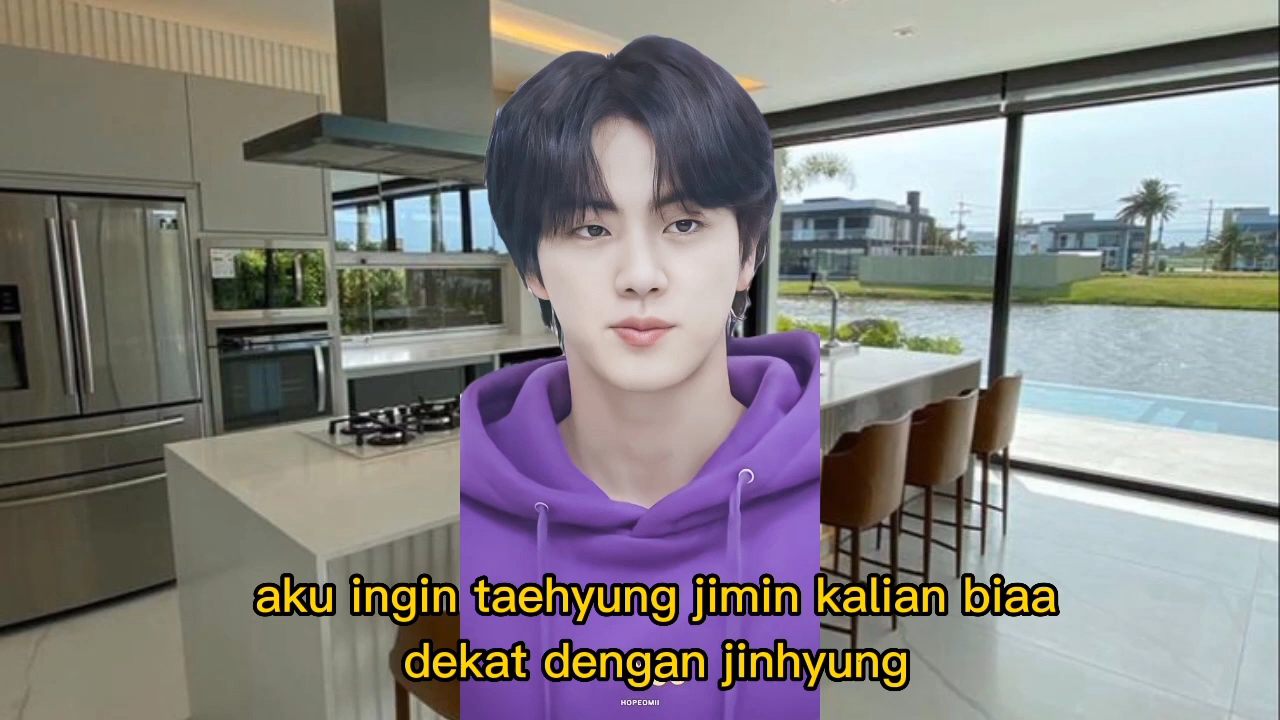 aku ingin taehyung jimin kalian biaa
dekat dengan jinhyung
HOPEOMII